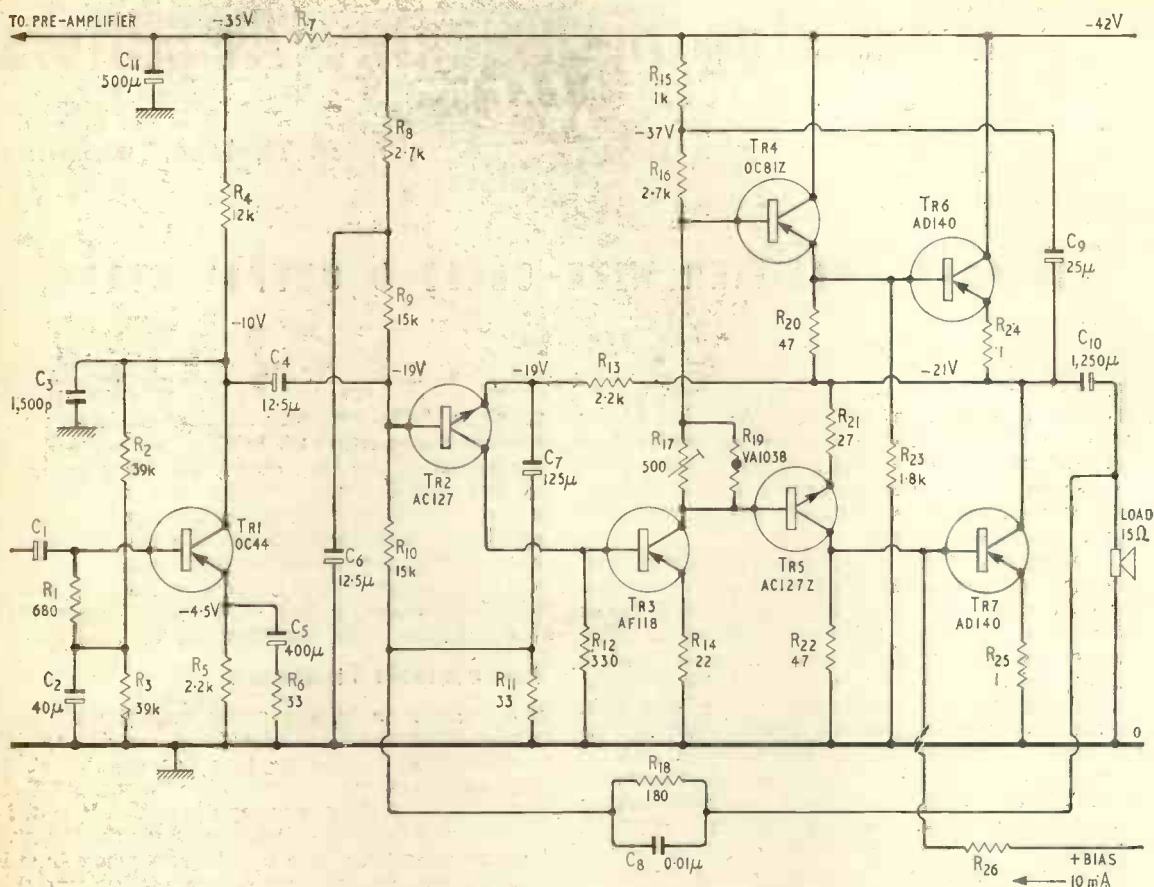 TO PRE-AMPLIFIER
-35V
R7
-42V
C11
500µ
R15
1k
R8
2·7k
-37V
TR4
OC81Z
R16
2·7k
R4
12k
TR6
AD140
C9
25µ
R9
15k
-10V
R20
47
R24
1
C3
1,500p
C4
12·5µ
-19V
-19V
R13
2·2k
-21V
C10
1,250µ
R2
39k
R17
500
R19
VA1038
R21
27
TR2
AC127
C7
125µ
R23
1·8k
TR1
OC44
C1
R10
15k
LOAD
15Ω
C6
12·5µ
TR5
AC127Z
R1
680
TR3
AF118
TR7
AD140
-4·5V
C5
400µ
R12
330
R14
22
R22
47
R25
1
C2
40µ
R3
39k
R5
2·2k
R6
33
R11
33
0
R18
180
C8
0·01µ
R26
+BIAS
10mA